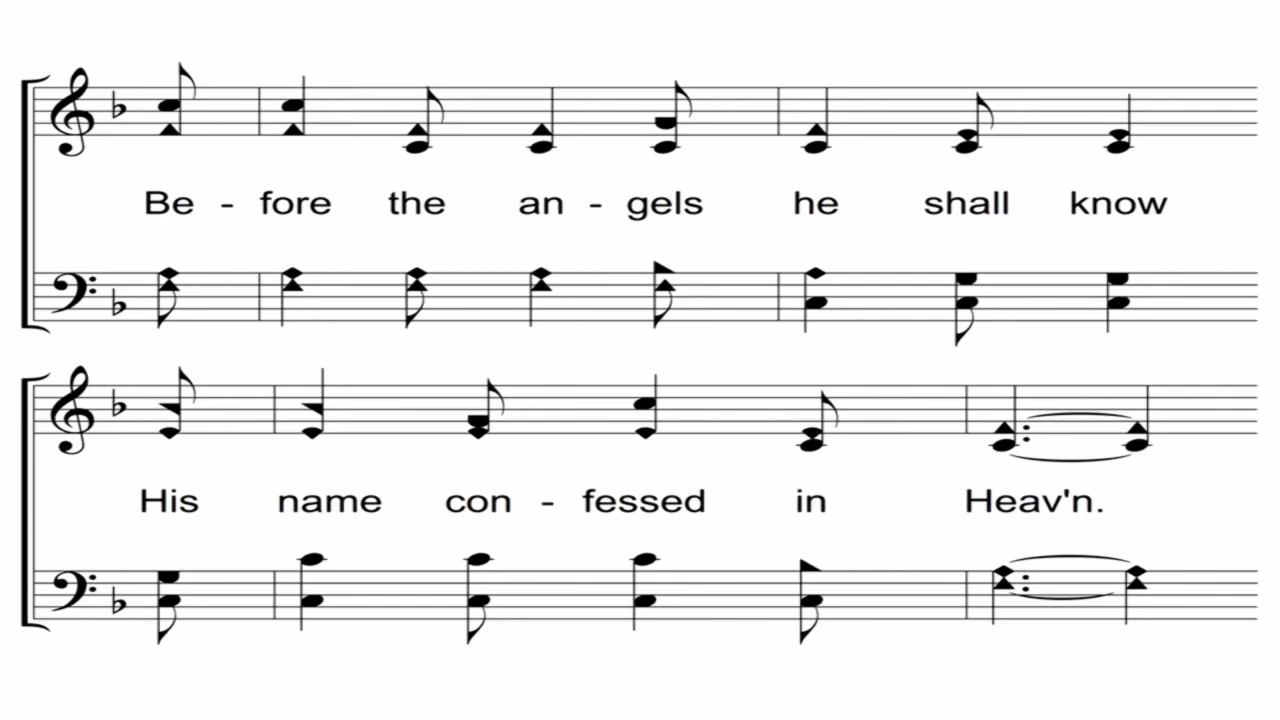 Be - fore the an - gels he shall know
His name con - fessed in Heav'n.